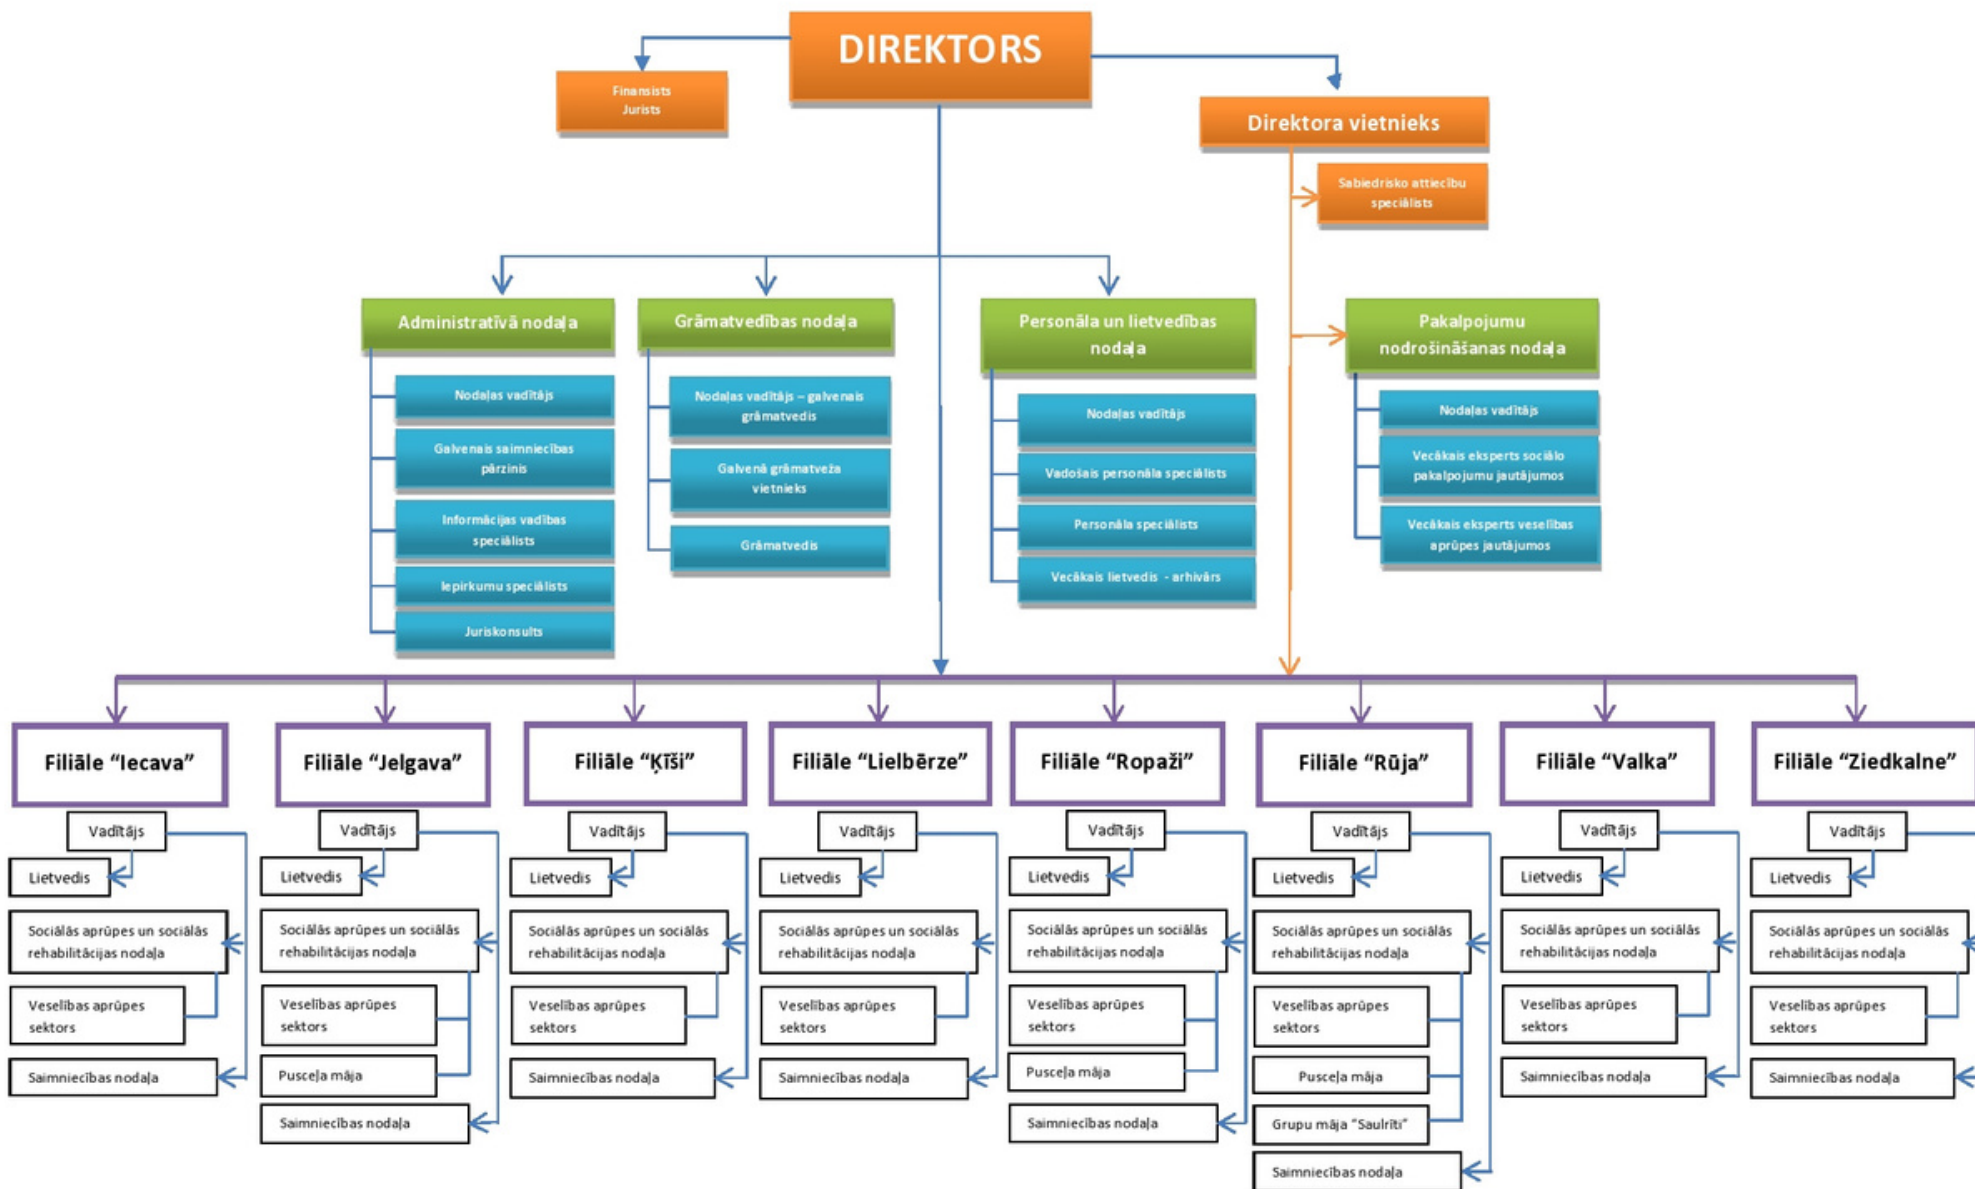 DIREKTORS
Finansists
Jurists
Direktora vietnieks
Sabiedrisko attiecību
speciālists
Administratīvā nodaļa
Nodaļas vadītājs
Galvenais saimniecības
pārzinis
Informācijas vadības
speciālists
Iepirkumu speciālists
Juriskonsults
Grāmatvedības nodaļa
Nodaļas vadītājs – galvenais
grāmatvedis
Galvenā grāmatveža
vietnieks
Grāmatvedis
Personāla un lietvedības
nodaļa
Nodaļas vadītājs
Vadošais personāla speciālists
Personāla speciālists
Vecākais lietvedis - arhivārs
Pakalpojumu
nodrošināšanas nodaļa
Nodaļas vadītājs
Vecākais eksperts sociālo
pakalpojumu jautājumos
Vecākais eksperts veselības
aprūpes jautājumos
Filiāle “Iecava”
Vadītājs
Lietvedis
Sociālās aprūpes un sociālās
rehabilitācijas nodaļa
Veselības aprūpes
sektors
Saimniecības nodaļa
Filiāle “Jelgava”
Vadītājs
Lietvedis
Sociālās aprūpes un sociālās
rehabilitācijas nodaļa
Veselības aprūpes
sektors
Pusceļa māja
Saimniecības nodaļa
Filiāle “Ķīši”
Vadītājs
Lietvedis
Sociālās aprūpes un sociālās
rehabilitācijas nodaļa
Veselības aprūpes
sektors
Saimniecības nodaļa
Filiāle “Lielbērze”
Vadītājs
Lietvedis
Sociālās aprūpes un sociālās
rehabilitācijas nodaļa
Veselības aprūpes
sektors
Saimniecības nodaļa
Filiāle “Ropaži”
Vadītājs
Lietvedis
Sociālās aprūpes un sociālās
rehabilitācijas nodaļa
Veselības aprūpes
sektors
Pusceļa māja
Saimniecības nodaļa
Filiāle “Rūja”
Vadītājs
Lietvedis
Sociālās aprūpes un sociālās
rehabilitācijas nodaļa
Veselības aprūpes
sektors
Pusceļa māja
Grupu māja “Saulrīti”
Saimniecības nodaļa
Filiāle “Valka”
Vadītājs
Lietvedis
Sociālās aprūpes un sociālās
rehabilitācijas nodaļa
Veselības aprūpes
sektors
Saimniecības nodaļa
Filiāle “Ziedkalne”
Vadītājs
Lietvedis
Sociālās aprūpes un sociālās
rehabilitācijas nodaļa
Veselības aprūpes
sektors
Saimniecības nodaļa